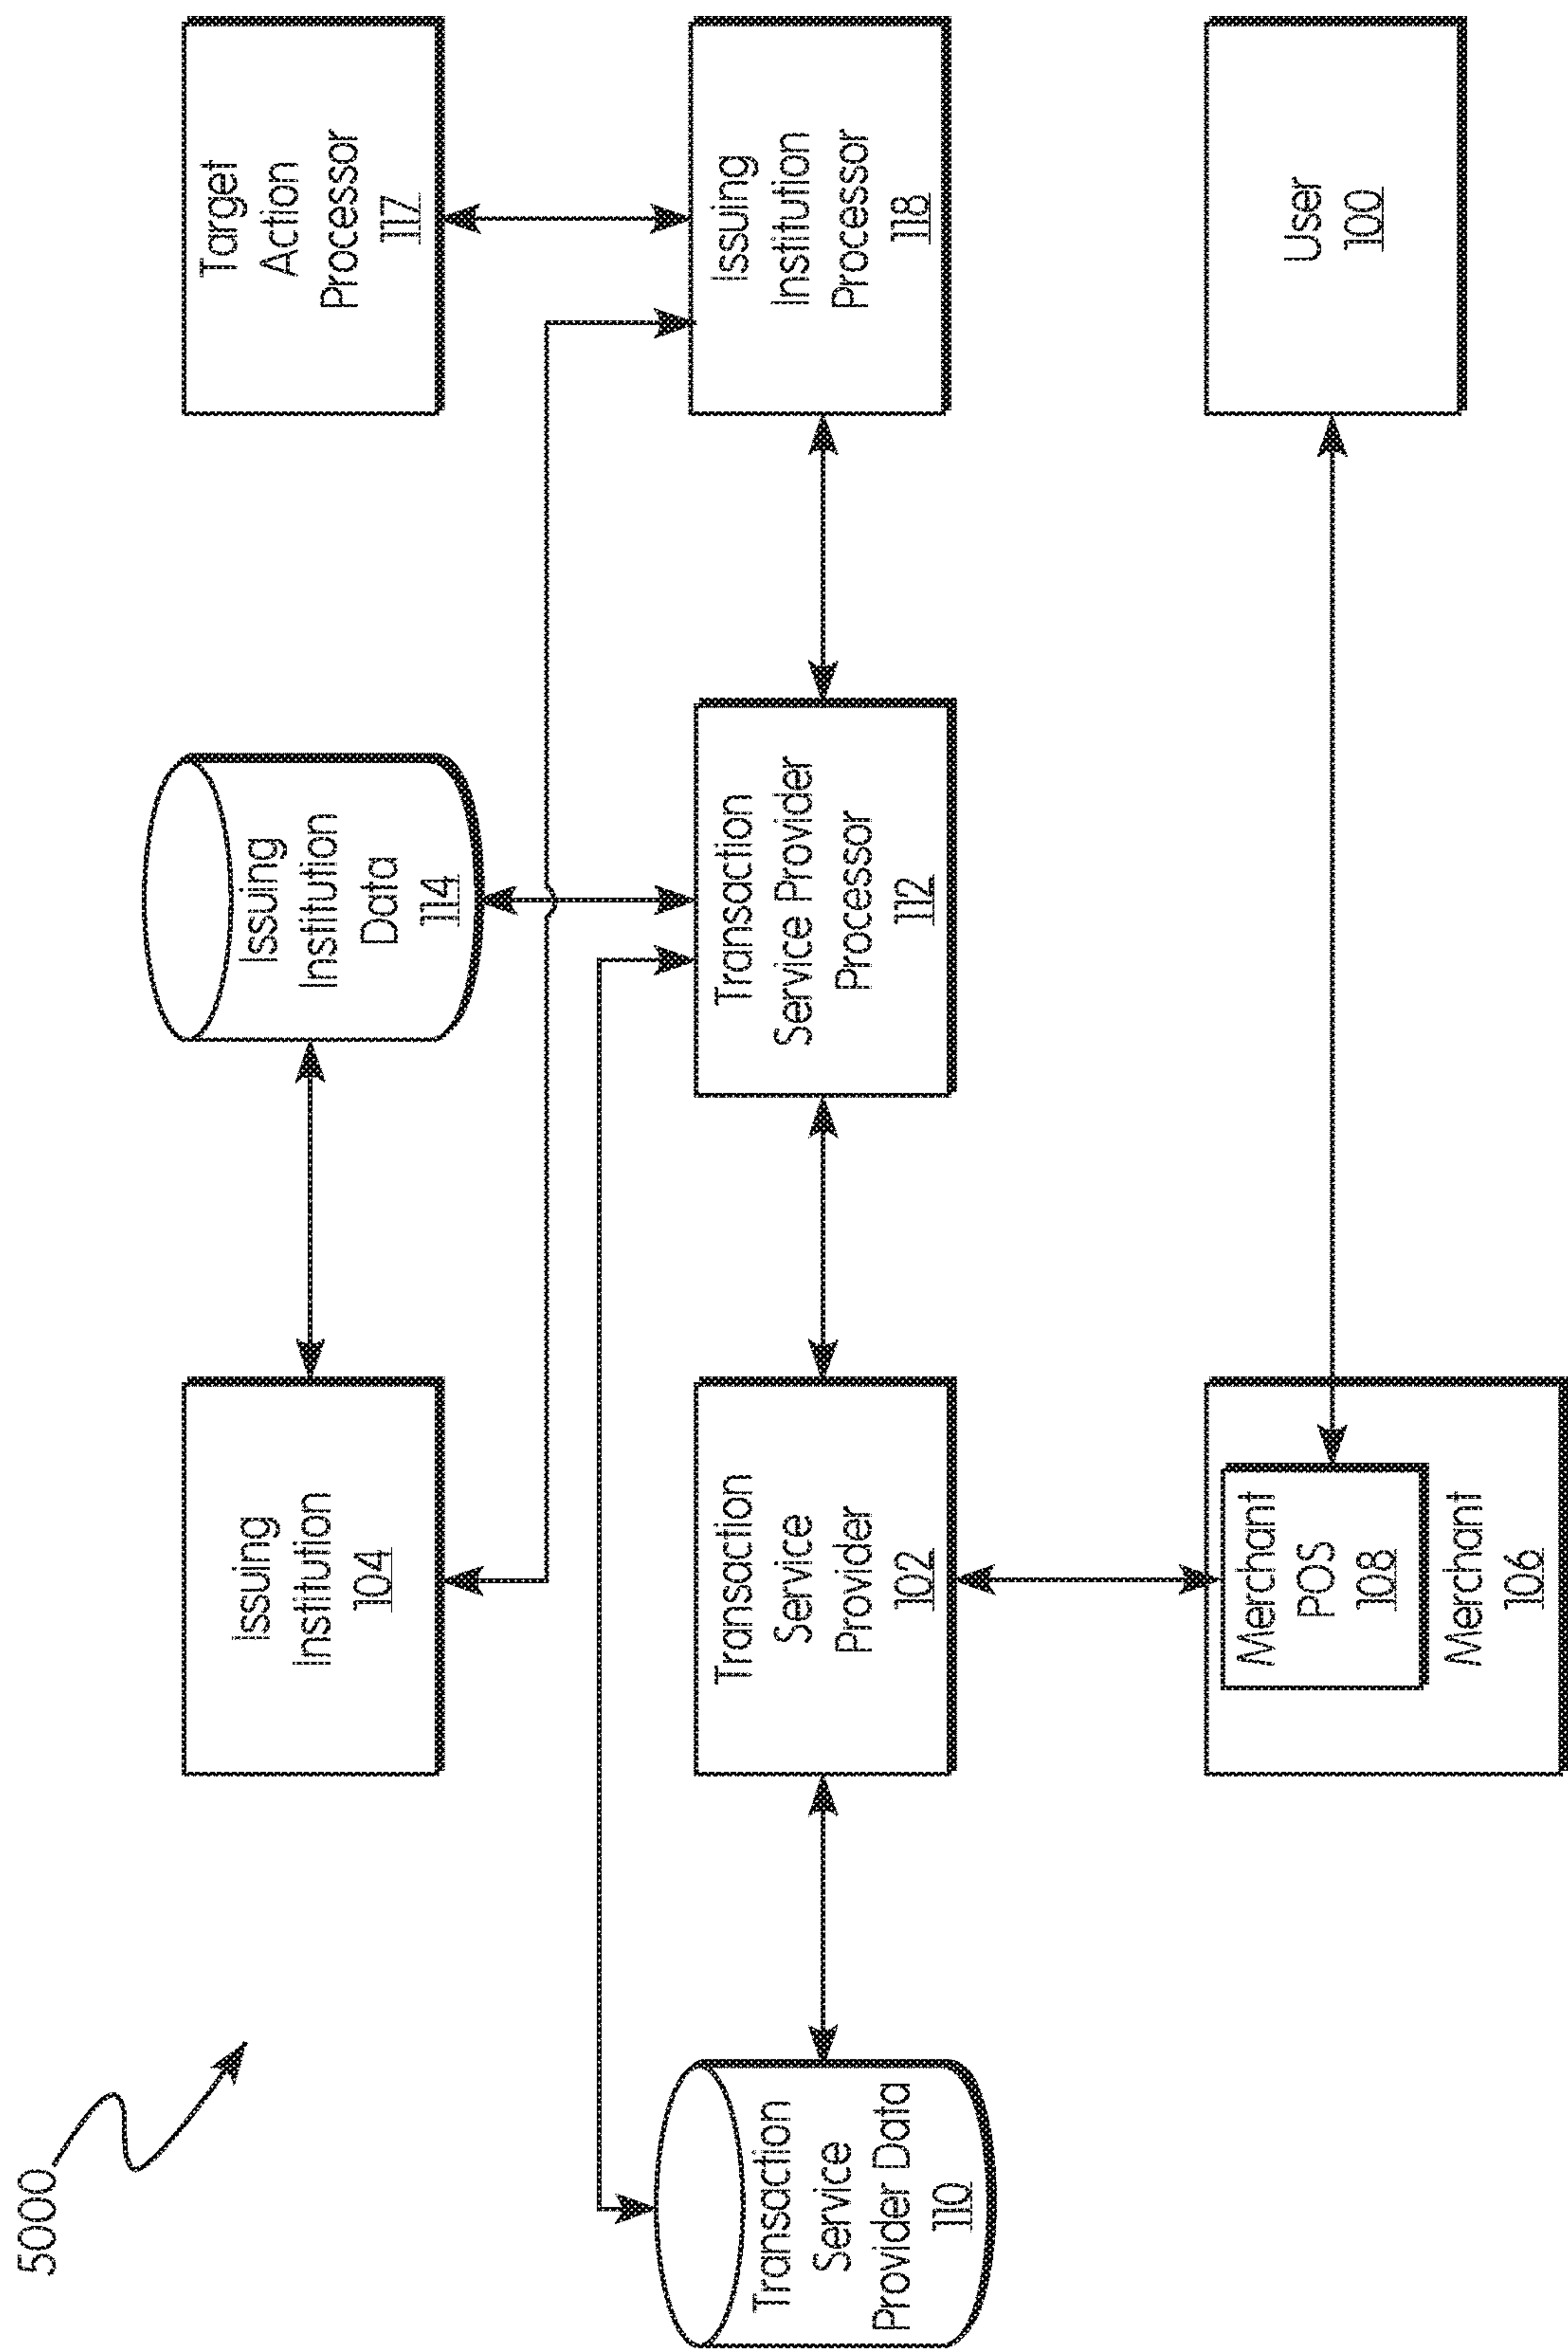 5000
Issuing
Institution
104
Issuing
Institution
Data
114
Target
Action
Processor
117
Transaction
Service
Provider Data
110
Transaction
Service
Provider
102
Transaction
Service Provider
Processor
112
Issuing
Institution
Processor
118
Merchant
POS
108
Merchant
106
User
100